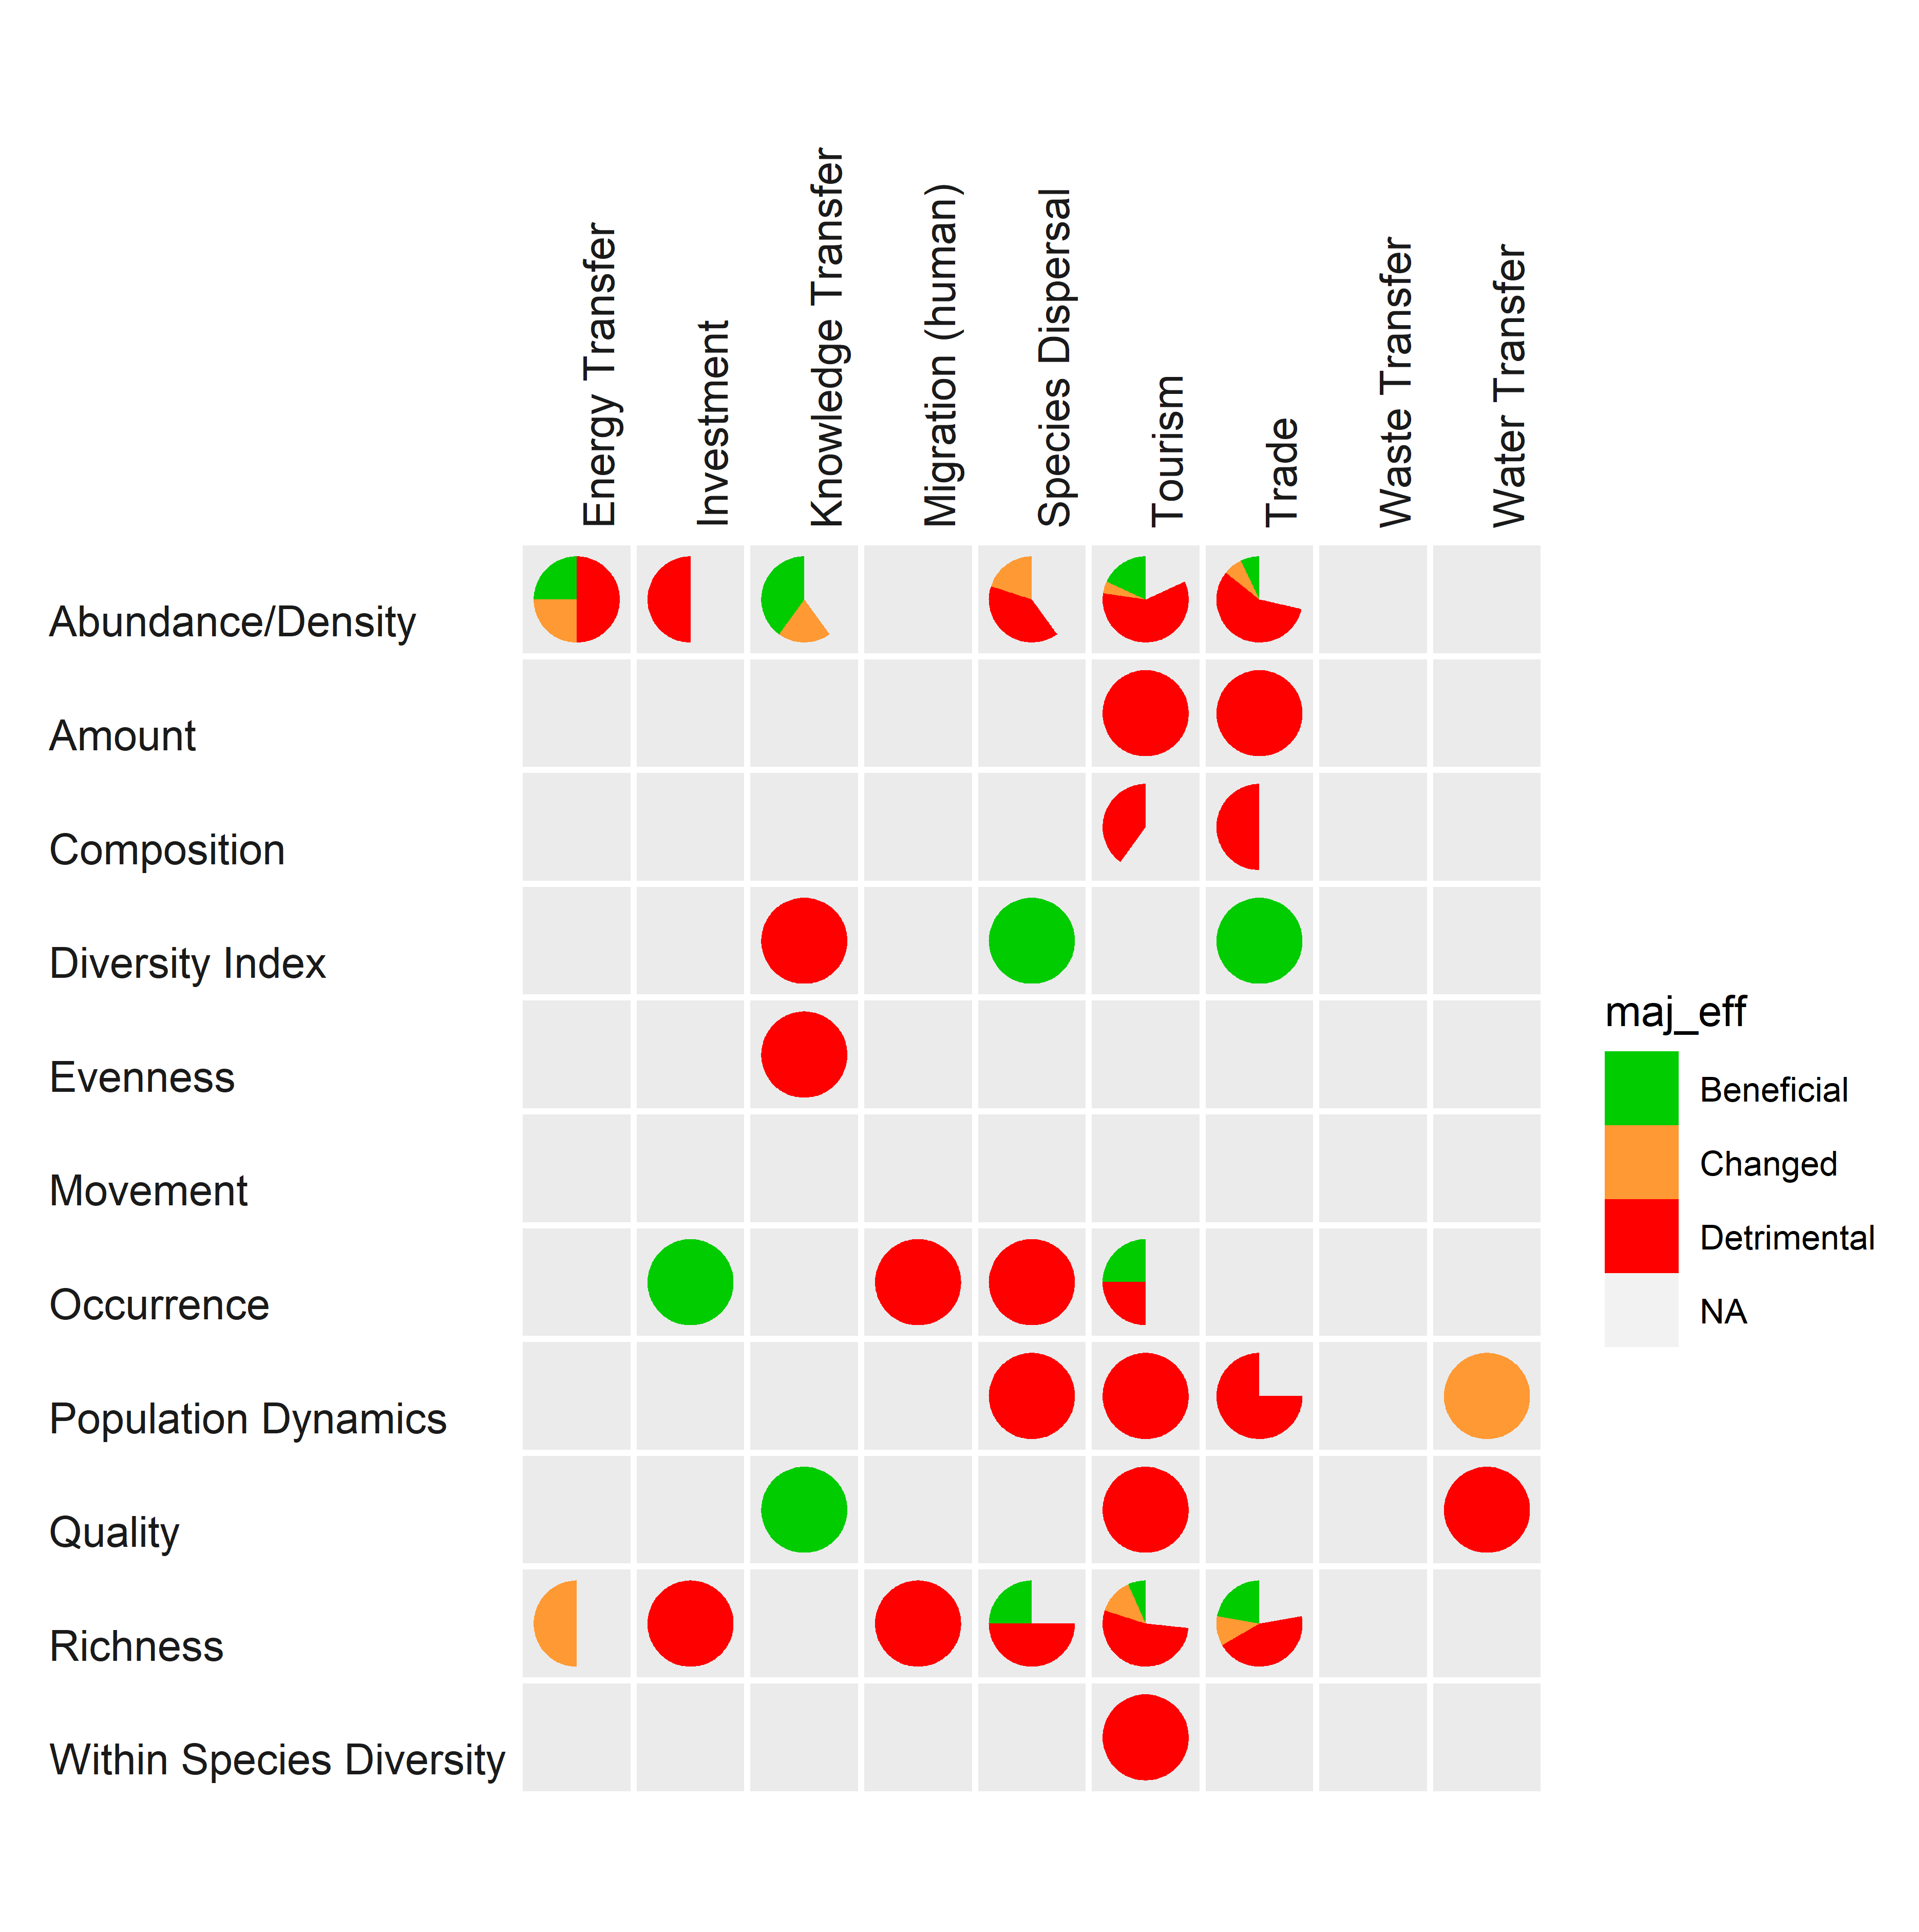 Energy Transfer
Investment
Knowledge Transfer
Migration (human)
Species Dispersal
Tourism
Trade
Waste Transfer
Water Transfer
Abundance/Density
Amount
Composition
Diversity Index
Evenness
Movement
Occurrence
Population Dynamics
Quality
Richness
Within Species Diversity
maj_eff
Beneficial
Changed
Detrimental
NA